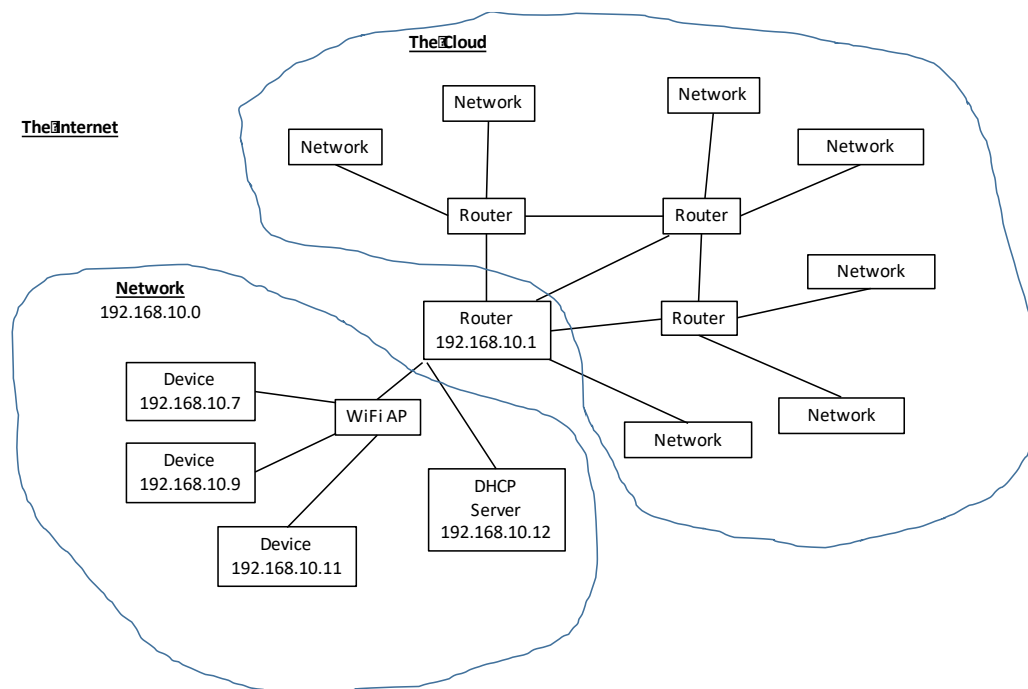 The Cloud
Network
Network
The Internet
Network
Network
Router
Router
Network
192.168.10.0
Network
Router
192.168.10.1
Router
Device
192.168.10.7
WiFi AP
Network
Network
Device
192.168.10.9
DHCP
Server
192.168.10.12
Device
192.168.10.11